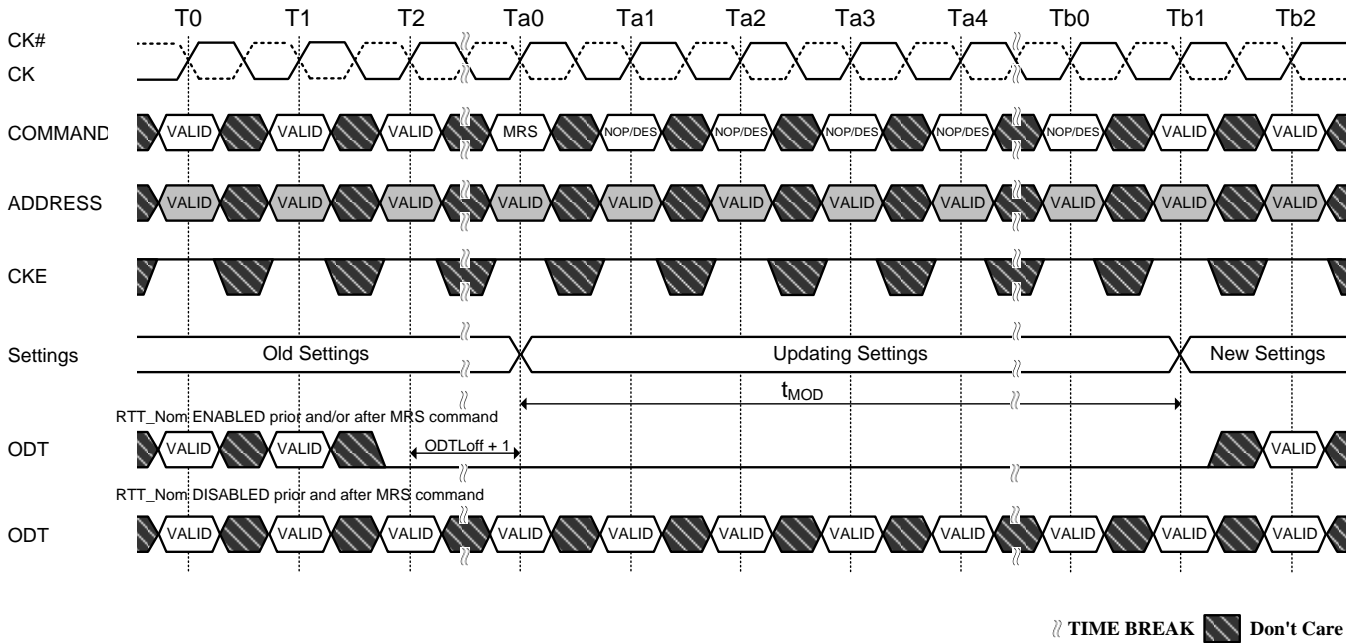 T0 T1 T2 Ta0 Ta1 Ta2 Ta3 Ta4 Tb0 Tb1 Tb2
CK#
CK
COMMAND VALID VALID VALID MRS NOP/DES NOP/DES NOP/DES NOP/DES NOP/DES VALID VALID
ADDRESS VALID VALID VALID VALID VALID VALID VALID VALID VALID VALID VALID
CKE
Settings Old Settings Updating Settings New Settings
tMOD
RTT_Nom ENABLED prior and/or after MRS command
ODT VALID VALID ODTLoff + 1 VALID
RTT_Nom DISABLED prior and after MRS command
ODT VALID VALID VALID VALID VALID VALID VALID VALID VALID VALID VALID
TIME BREAK Don't Care